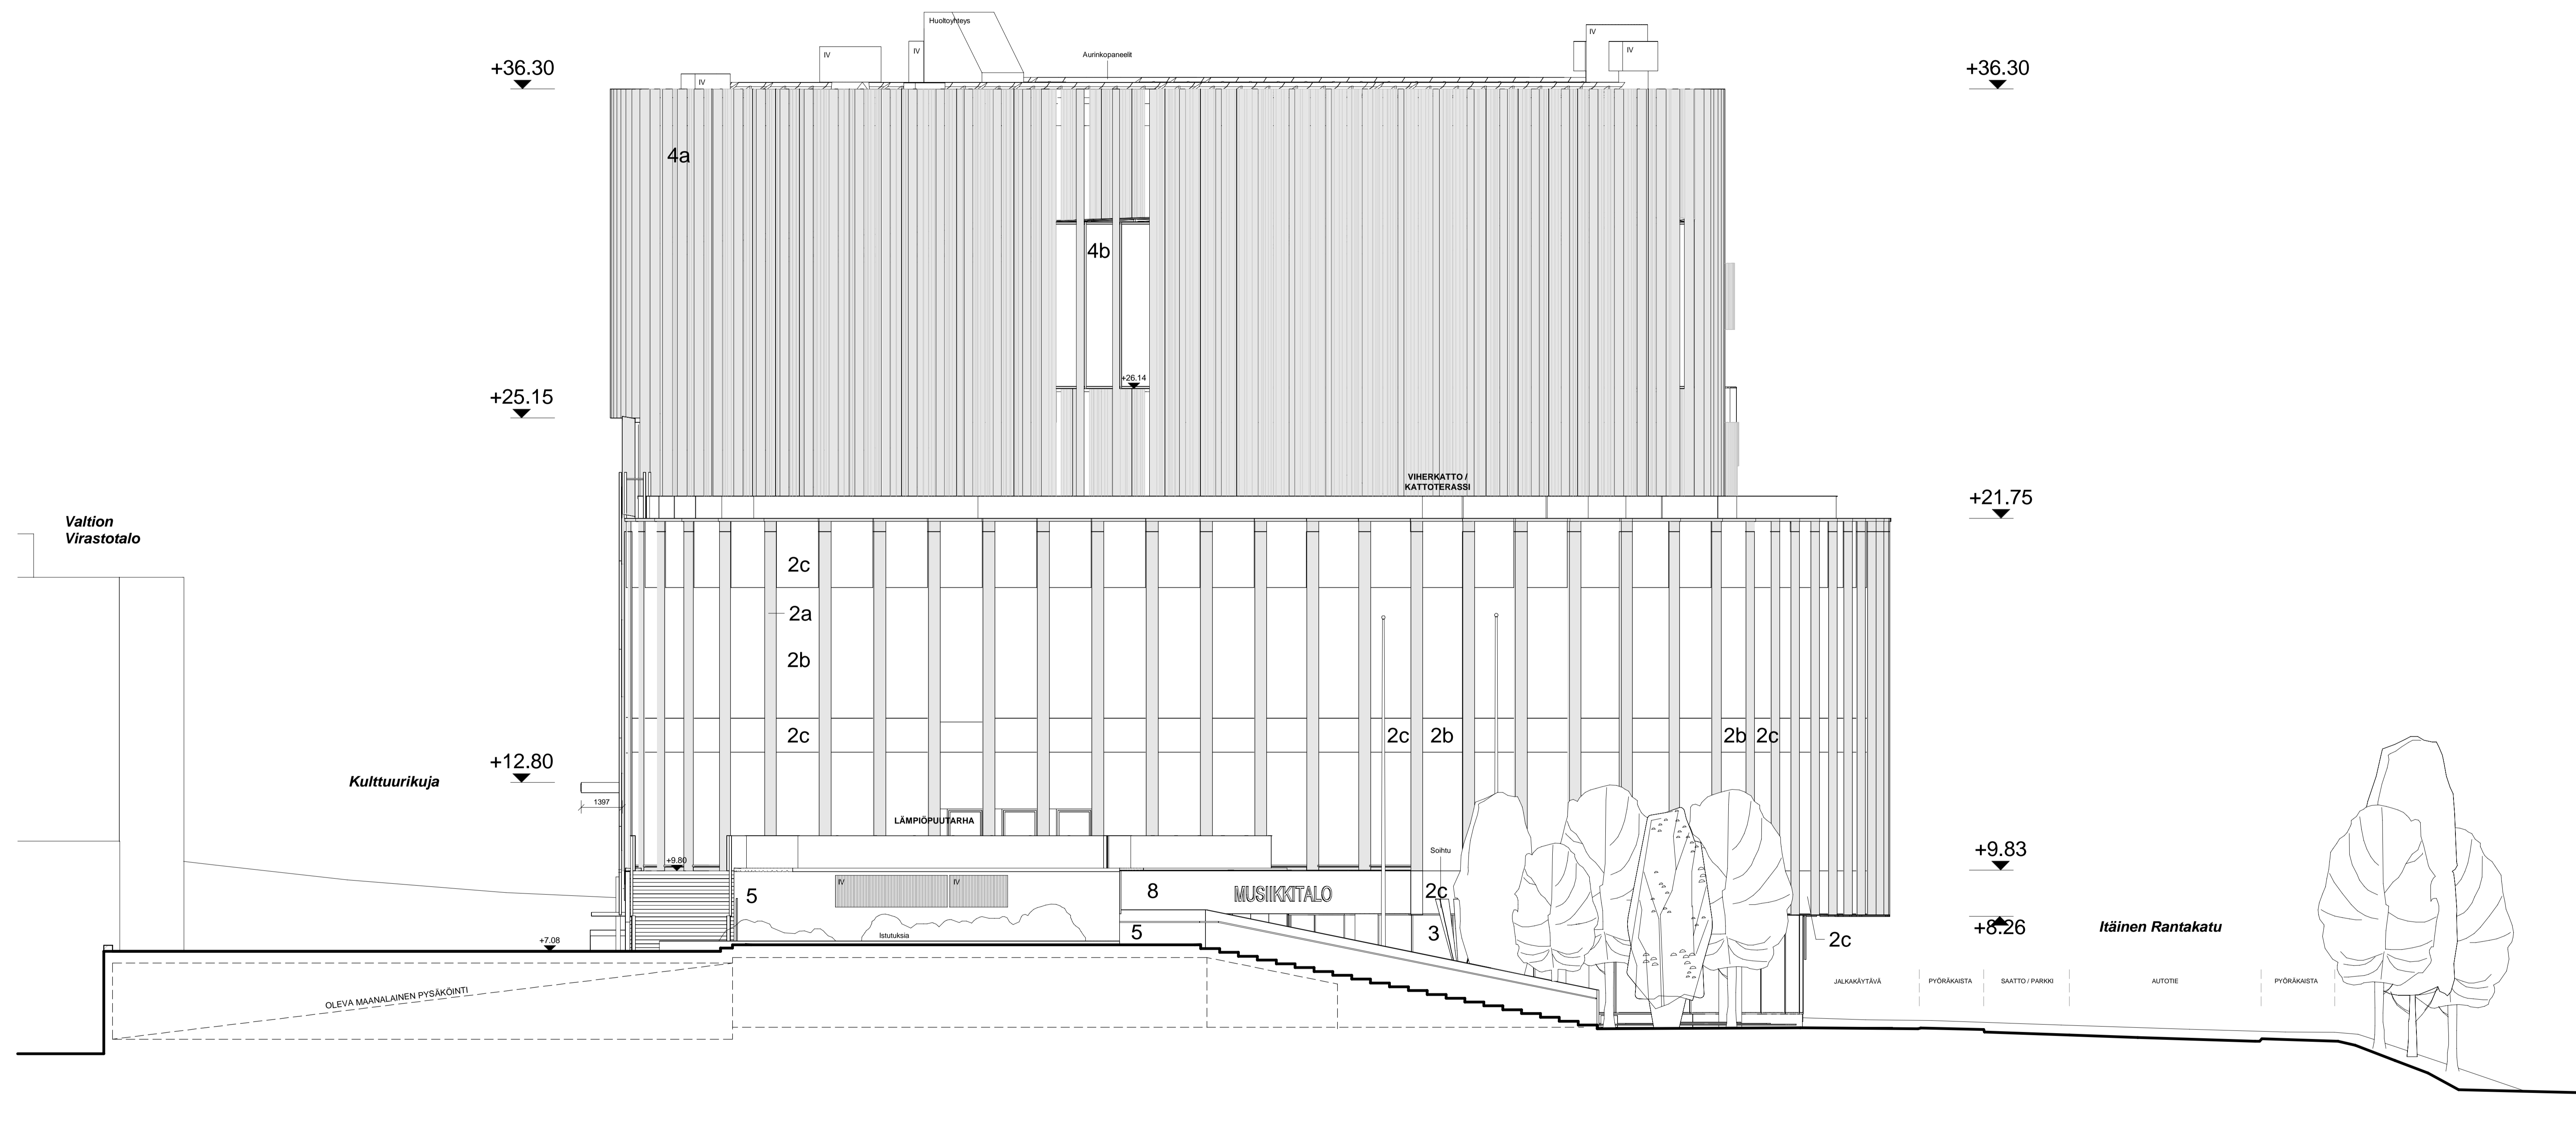 Huoltoyhteys
IV
IV
IV
IV
IV
Aurinkopaneelit
+36.30
+36.30
4a
4b
+26.14
+25.15
VIHERKATTO /
KATTOTERASSI
+21.75
Valtion
Virastotalo
2c
2a
2b
2c
2c
2b
2b
2c
+12.80
Kulttuurikuja
1397
LÄMPIÖPUUTARHA
+9.80
Soihtu
+9.83
5
IV
IV
8
MUSIIKKITALO
2c
Istutuksia
5
3
+7.08
+8.26
2c
Itäinen Rantakatu
OLEVA MAANALAINEN PYSÄKÖINTI
JALKAKÄYTÄVÄ
PYÖRÄKAISTA
SAATTO / PARKKI
AUTOTIE
PYÖRÄKAISTA